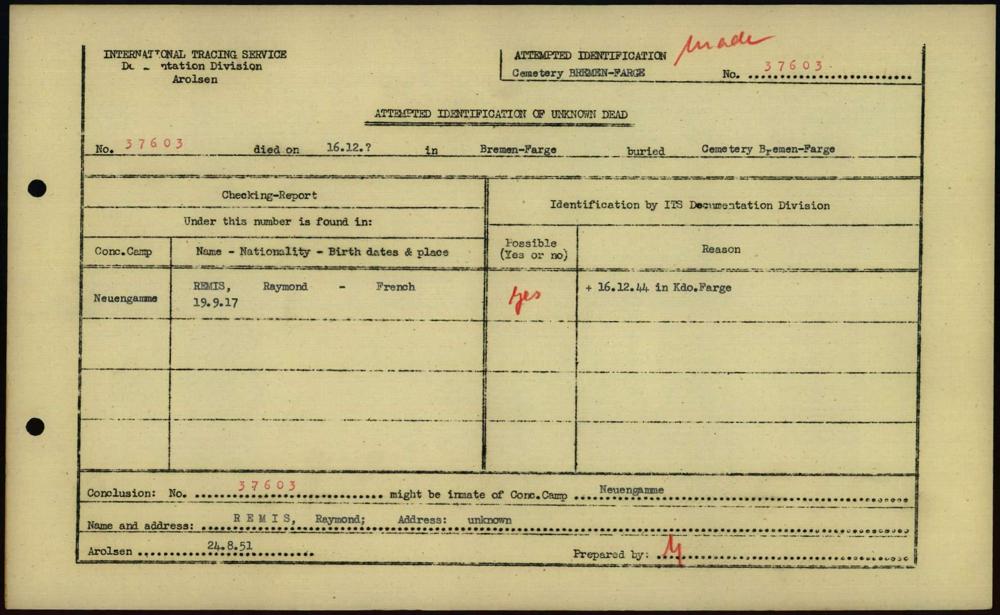 INTERNATIONAL TRACING SERVICE
Division
Arolsen
ATTEMPTED IDENTIFICATION made
Cemetery BREMEN-FARGE No. 37603
ATTEMPTED IDENTIFICATION OF UNKNOWN DEAD
No. 37603 died on 16.12.? in Bremen-Farge buried Cemetery Bremen-Farge
Checking-Report
Under this number is found in:
Identification by ITS Documentation Division
Conc.Camp Name - Nationality - Birth dates & place
Possible
(Yes or no)
Reason
Neuengamme
REMIS, Raymond - French
19.9.17
yes
+ 16.12.44 in Kdo.Farge
Conclusion: No. 37603 might be inmate of Conc.Camp Neuengamme
Name and address: R E M I S, Raymond; Address: unknown
Arolsen 24.8.51 Prepared by: